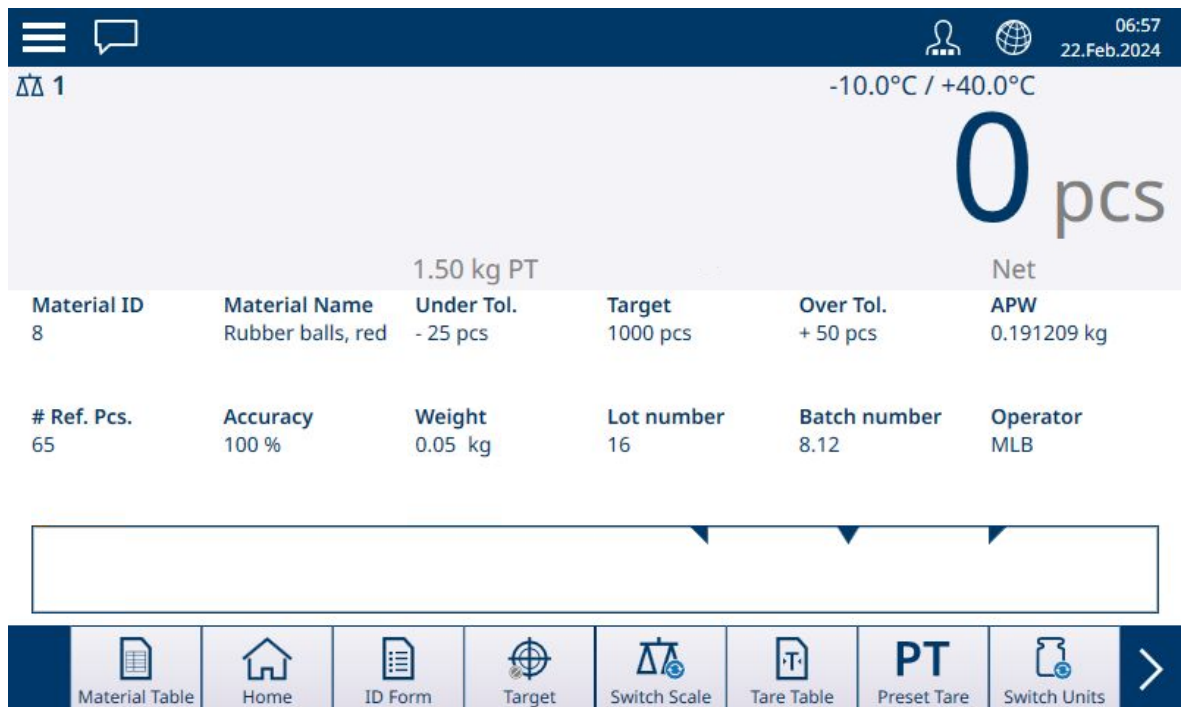 06:57
22.Feb.2024
1 -10.0°C / +40.0°C
0 pcs
1.50 kg PT Net
Material ID Material Name Under Tol. Target Over Tol. APW
8 Rubber balls, red - 25 pcs 1000 pcs + 50 pcs 0.191209 kg
# Ref. Pcs. Accuracy Weight Lot number Batch number Operator
65 100 % 0.05 kg 16 8.12 MLB
T PT
Material Table Home ID Form Target Switch Scale Tare Table Preset Tare Switch Units